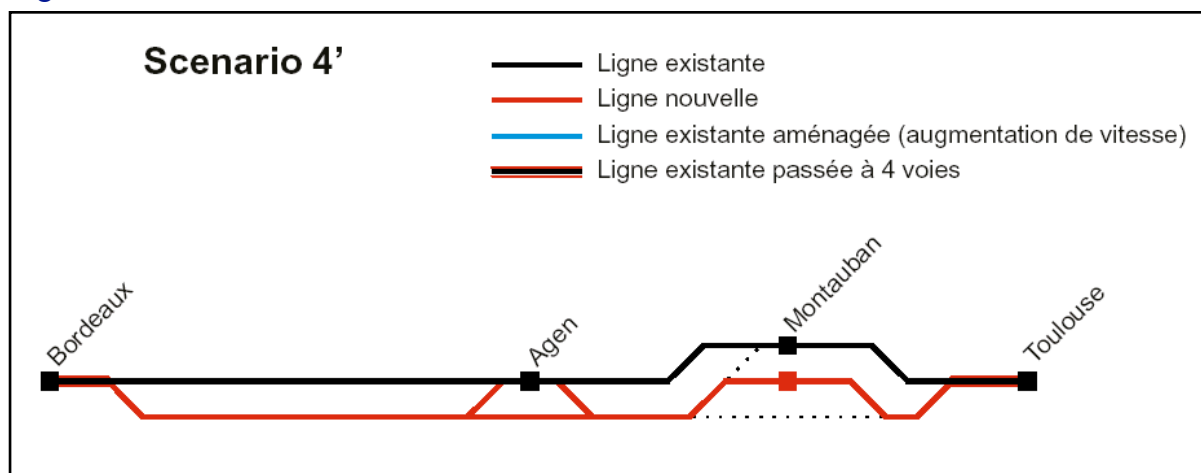 Scenario 4’
Ligne existante
Ligne nouvelle
Ligne existante aménagée (augmentation de vitesse)
Ligne existante passée à 4 voies
Bordeaux
Agen
Montauban
Toulouse